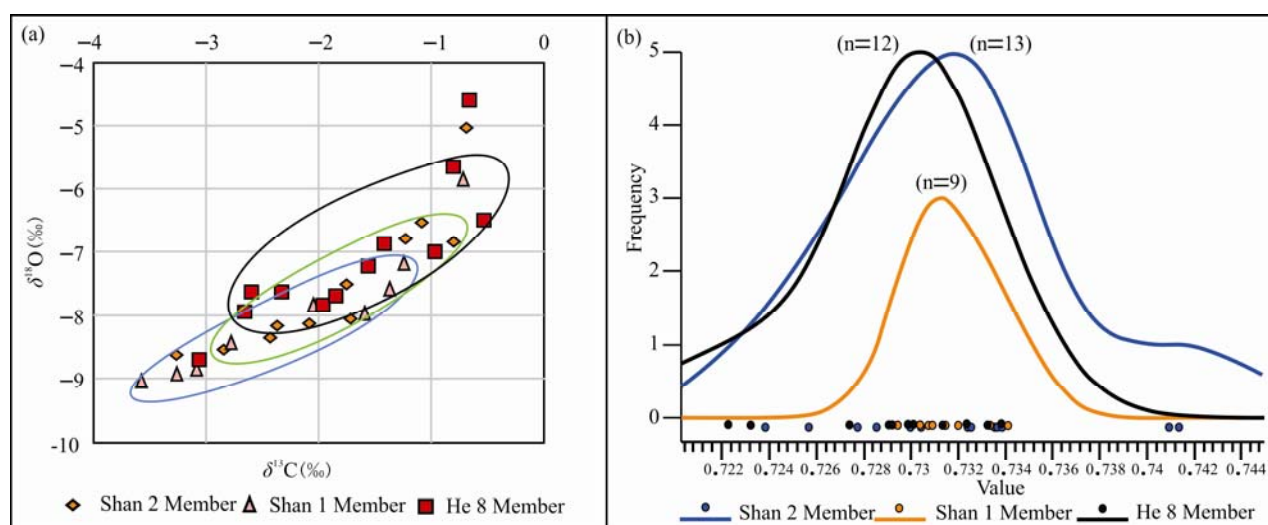 (a)
−4 −3 −2 −1 0
−4
−5
−6
−7
−8
−9
-10
δ¹⁸O (‰)
δ¹³C (‰)
Shan 2 Member Shan 1 Member He 8 Member
(b)
(n=12) (n=13)
(n=9)
5
4
3
2
1
0
Frequency
0.722 0.724 0.726 0.728 0.73 0.732 0.734 0.736 0.738 0.74 0.742 0.744
Value
Shan 2 Member Shan 1 Member He 8 Member